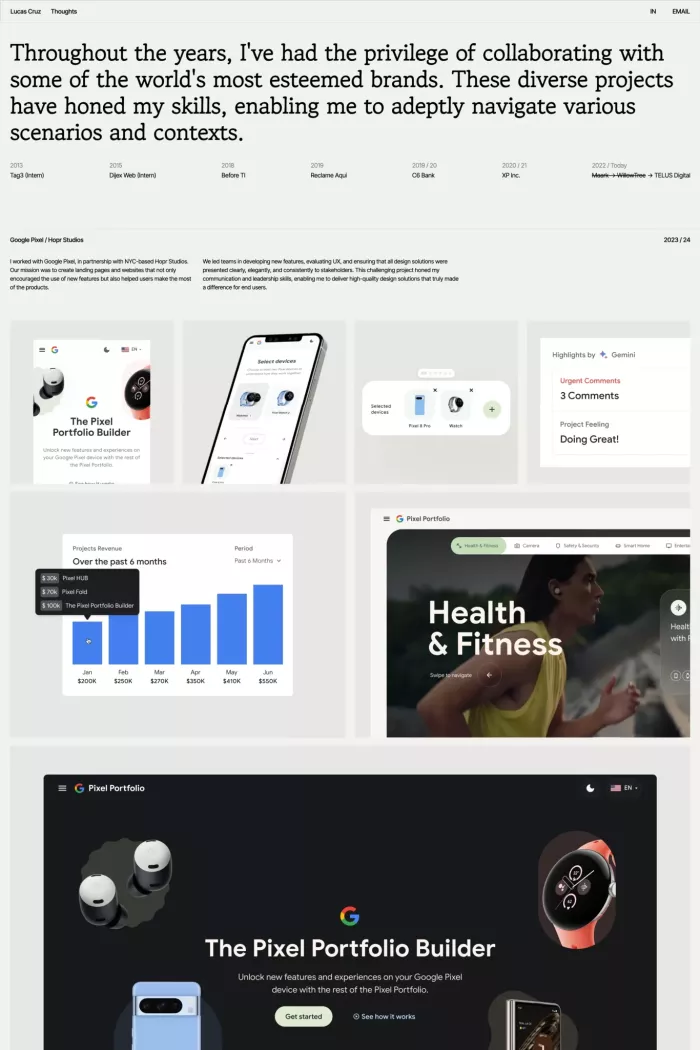 Lucas Cruz Thoughts IN EMAIL
Throughout the years, I've had the privilege of collaborating with
some of the world's most esteemed brands. These diverse projects
have honed my skills, enabling me to adeptly navigate various
scenarios and contexts.
2013 2015 2018 2019 2019 / 20 2020 / 21 2022 / Today
Tag3 (Intern) Dijex Web (Intern) Before TI Reclame Aqui C6 Bank XP Inc. Maark → WillowTree → TELUS Digital
Google Pixel / Hopr Studios 2023 / 24
I worked with Google Pixel, in partnership with NYC-based Hopr Studios.
Our mission was to create landing pages and websites that not only
encouraged the use of new features but also helped users make the most
of the products.
We led teams in developing new features, evaluating UX, and ensuring that all design solutions were
presented clearly, elegantly, and consistently to stakeholders. This challenging project honed my
communication and leadership skills, enabling me to deliver high-quality design solutions that truly made
a difference for end users.
EN
The Pixel
Portfolio Builder
Unlock new features and experiences on
your Google Pixel device with the rest of
the Pixel Portfolio.
Select devices
Selected
devices
Pixel 8 Pro
Watch
Highlights by Gemini
Urgent Comments
3 Comments
Project Feeling
Doing Great!
Projects Revenue Period
Over the past 6 months Past 6 Months
$ 30k Pixel HUB
$ 70k Pixel Fold
$ 100k The Pixel Portfolio Builder
Jan Feb Mar Apr May Jun
$200K $250K $270K $350K $410K $550K
G Pixel Portfolio
Health & Fitness Camera Safety & Security Smart Home
Health
& Fitness
Swipe to navigate
G Pixel Portfolio EN
G
The Pixel Portfolio Builder
Unlock new features and experiences on your Google Pixel
device with the rest of the Pixel Portfolio.
Get started See how it works